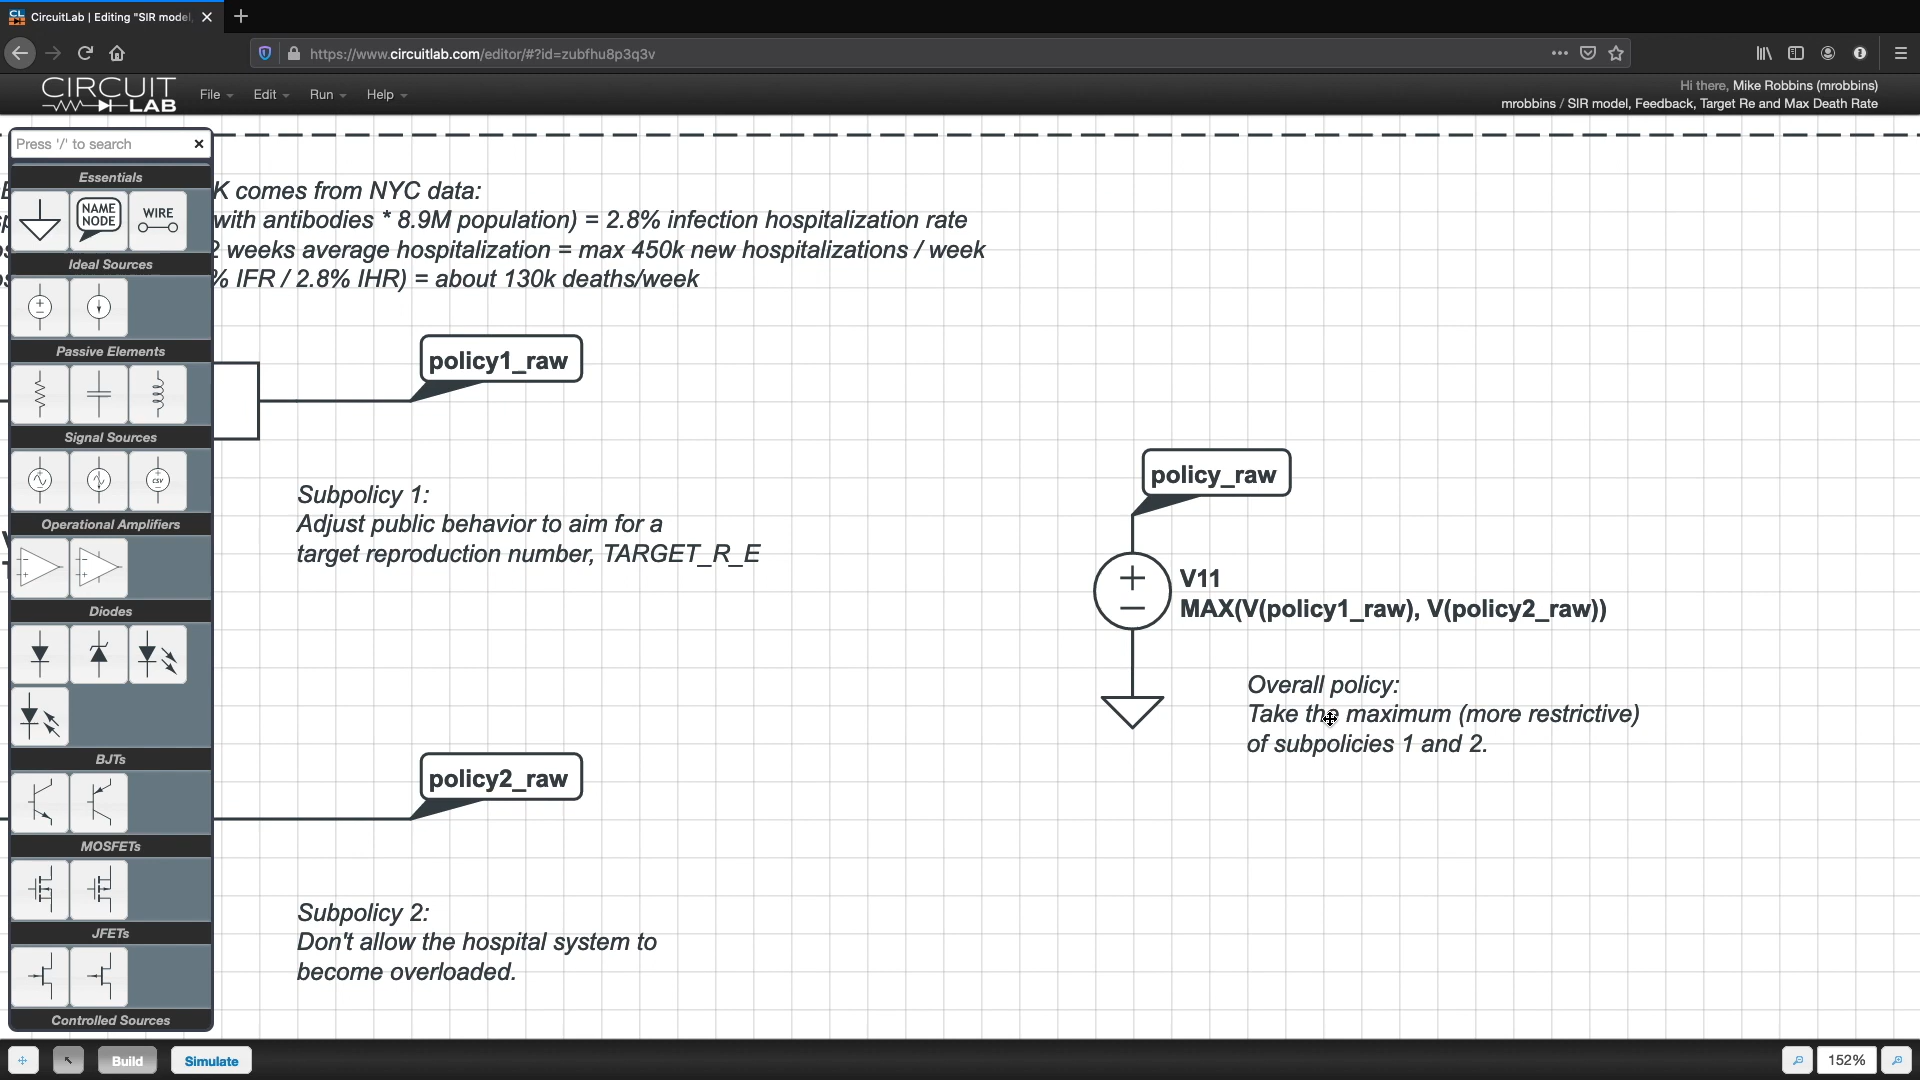 CircuitLab | Editing "SIR model,
https://www.circuitlab.com/editor/#?id=zubfhu8p3q3v
CIRCUIT
LAB
File
Edit
Run
Help
Hi there, Mike Robbins (mrobbins)
mrobbins / SIR model, Feedback, Target Re and Max Death Rate
Press '/' to search
Essentials
NAME
NODE
WIRE
Ideal Sources
Passive Elements
Signal Sources
csv
Operational Amplifiers
Diodes
BJTs
MOSFETs
JFETs
Controlled Sources
K comes from NYC data:
with antibodies * 8.9M population) = 2.8% infection hospitalization rate
2 weeks average hospitalization = max 450k new hospitalizations / week
% IFR / 2.8% IHR) = about 130k deaths/week
policy1_raw
Subpolicy 1:
Adjust public behavior to aim for a
target reproduction number, TARGET_R_E
policy_raw
V11
MAX(V(policy1_raw), V(policy2_raw))
Overall policy:
Take the maximum (more restrictive)
of subpolicies 1 and 2.
policy2_raw
Subpolicy 2:
Don't allow the hospital system to
become overloaded.
Build
Simulate
152%